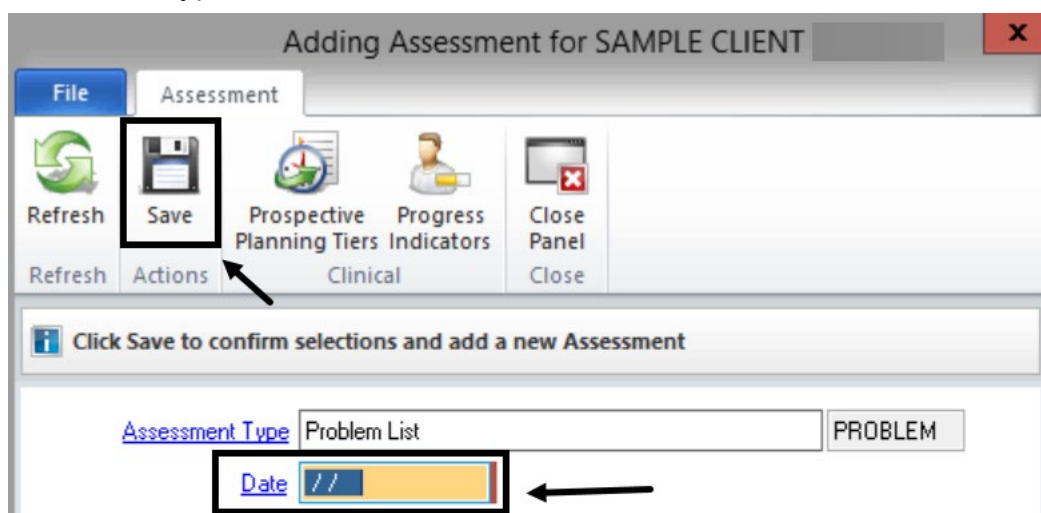 Adding Assessment for SAMPLE CLIENT
x
File Assessment
Refresh Save Prospective Planning Tiers Progress Indicators Close Panel
Refresh Actions Clinical Close
Click Save to confirm selections and add a new Assessment
Assessment Type Problem List PROBLEM
Date / /